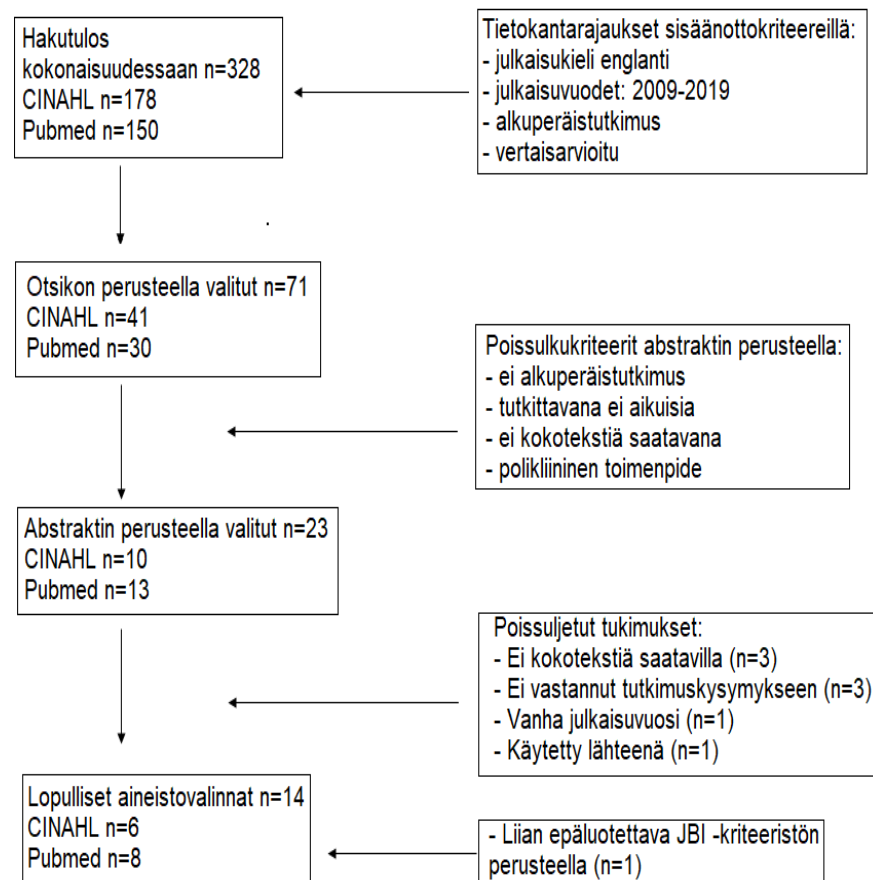 Hakutulos
kokonaisuudessaan n=328
CINAHL n=178
Pubmed n=150
Tietokantarajaukset sisäänottokriteereillä:
- julkaisukieli englanti
- julkaisuvuodet: 2009-2019
- alkuperäistutkimus
- vertaisarvioitu
Otsikon perusteella valitut n=71
CINAHL n=41
Pubmed n=30
Poissulkukriteerit abstraktin perusteella:
- ei alkuperäistutkimus
- tutkittavana ei aikuisia
- ei kokotekstiä saatavana
- polikliininen toimenpide
Abstraktin perusteella valitut n=23
CINAHL n=10
Pubmed n=13
Poissuljetut tukimukset:
- Ei kokotekstiä saatavilla (n=3)
- Ei vastannut tutkimuskysymykseen (n=3)
- Vanha julkaisuvuosi (n=1)
- Käytetty lähteenä (n=1)
Lopulliset aineistovalinnat n=14
CINAHL n=6
Pubmed n=8
- Liian epäluotettava JBI -kriteeristön
perusteella (n=1)